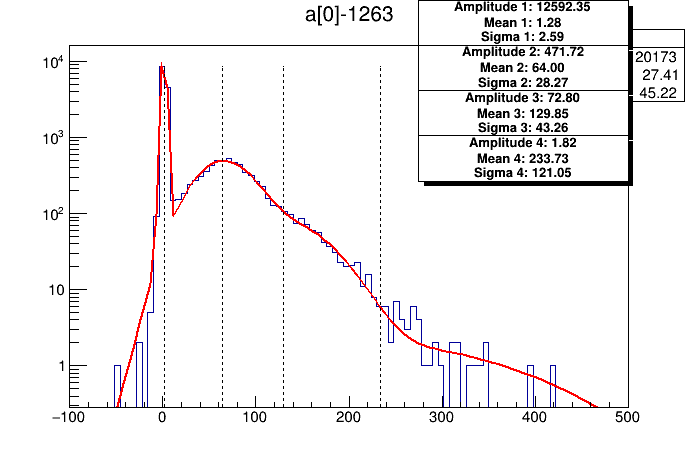 a[0]-1263
Amplitude 1: 12592.35
Mean 1: 1.28
Sigma 1: 2.59
Amplitude 2: 471.72
Mean 2: 64.00
Sigma 2: 28.27
Amplitude 3: 72.80
Mean 3: 129.85
Sigma 3: 43.26
Amplitude 4: 1.82
Mean 4: 233.73
Sigma 4: 121.05
20173
27.41
45.22
10⁴
10³
10²
10
1
−100 0 100 200 300 400 500